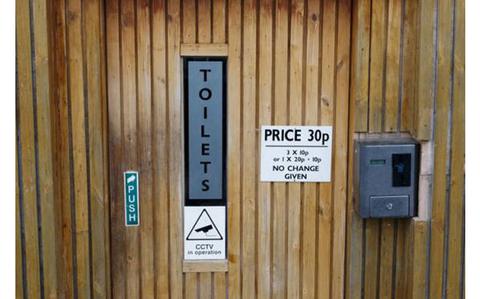 TOILETS
PRICE 30p
3 X 10p
or 1 X 20p + 10p
NO CHANGE
GIVEN
PUSH
CCTV
in operation